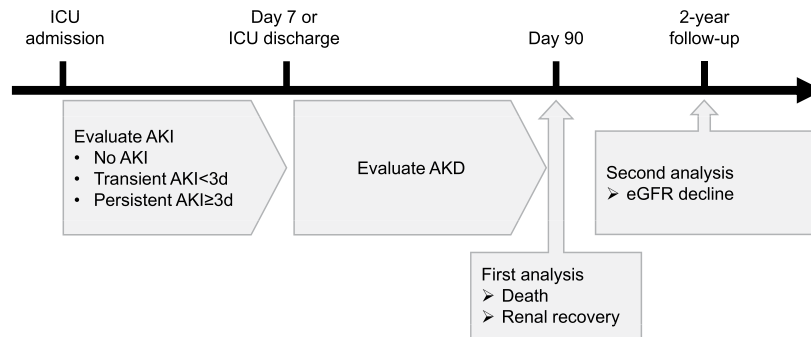 ICU
admission
Day 7 or
ICU discharge
Day 90
2-year
follow-up
Evaluate AKI
• No AKI
• Transient AKI<3d
• Persistent AKI≥3d
Evaluate AKD
Second analysis
➢ eGFR decline
First analysis
➢ Death
➢ Renal recovery